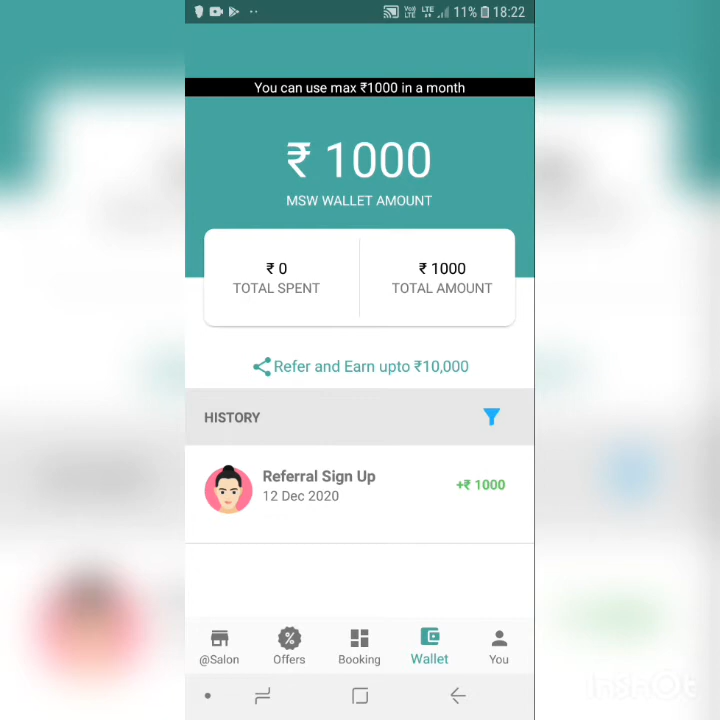 LTE 11% 18:22
You can use max ₹1000 in a month
₹ 1000
MSW WALLET AMOUNT
₹ 0
TOTAL SPENT
₹ 1000
TOTAL AMOUNT
Refer and Earn upto ₹10,000
HISTORY
Referral Sign Up
12 Dec 2020
+₹ 1000
@Salon
Offers
Booking
Wallet
You
InShOt